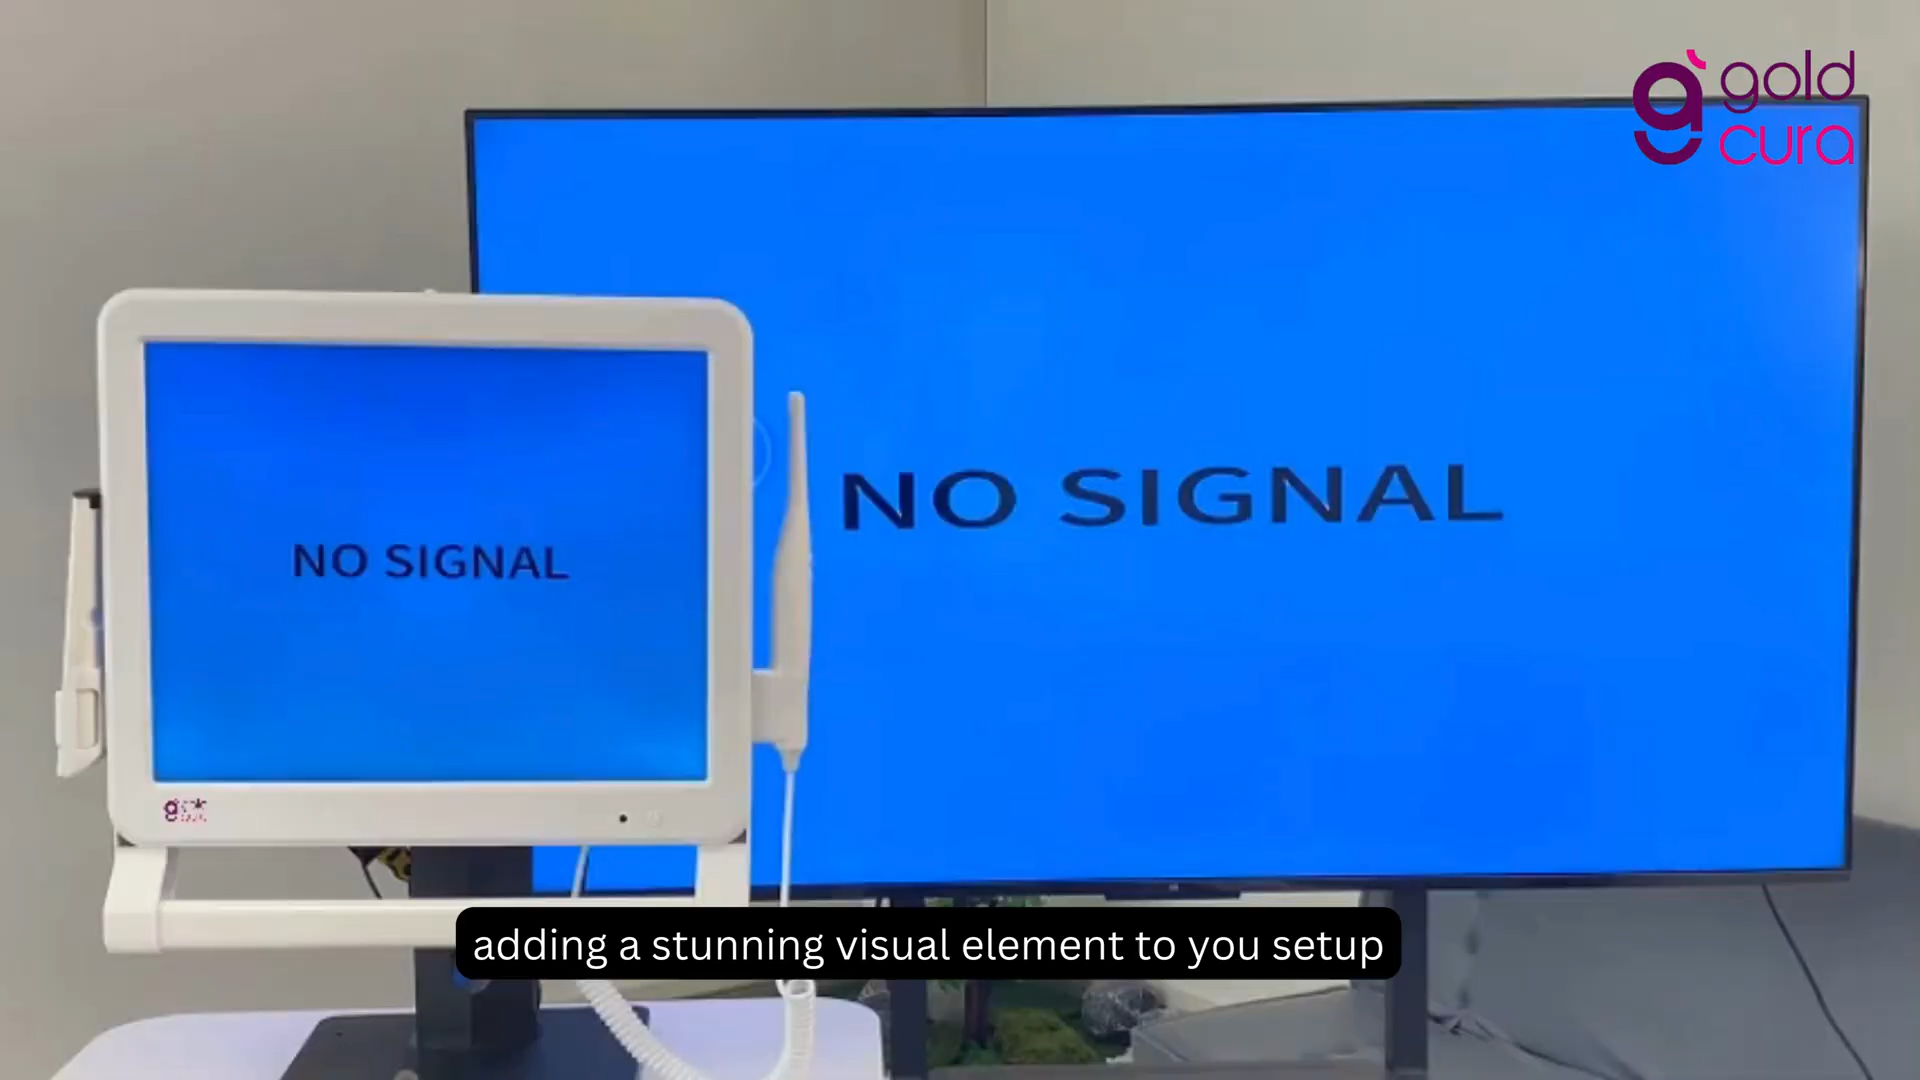 gold
cura
NO SIGNAL
NO SIGNAL
adding a stunning visual element to you setup